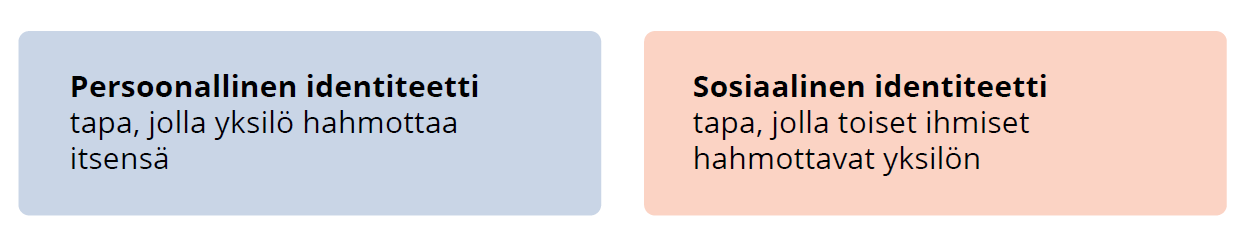 Persoonallinen identiteetti
tapa, jolla yksilö hahmottaa
itsensä
Sosiaalinen identiteetti
tapa, jolla toiset ihmiset
hahmottavat yksilön